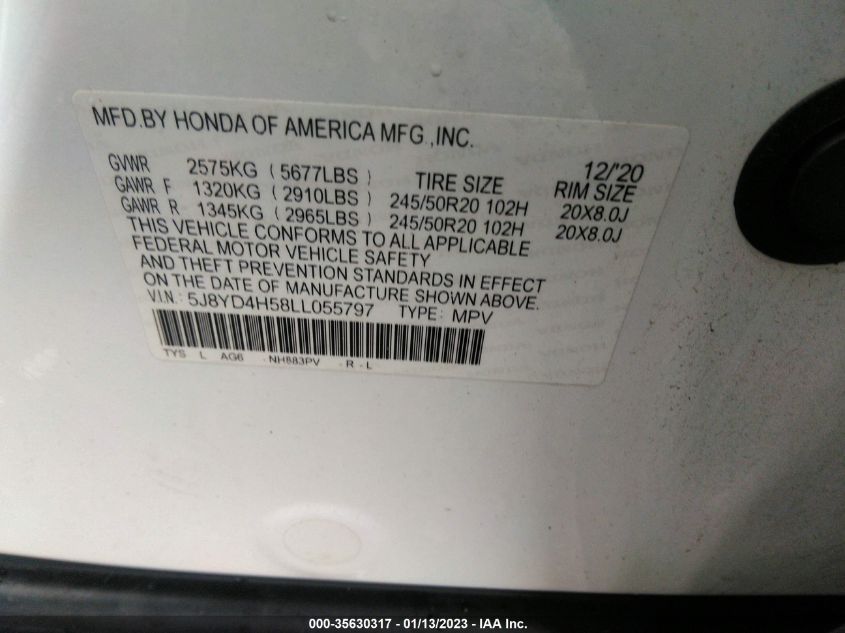 MFD.BY HONDA OF AMERICA MFG.,INC.
12/'20
GVWR 2575KG (5677LBS) TIRE SIZE RIM SIZE
GAWR F 1320KG (2910LBS) 245/50R20 102H 20X8.0J
GAWR R 1345KG (2965LBS) 245/50R20 102H 20X8.0J
THIS VEHICLE CONFORMS TO ALL APPLICABLE
FEDERAL MOTOR VEHICLE SAFETY
AND THEFT PREVENTION STANDARDS IN EFFECT
ON THE DATE OF MANUFACTURE SHOWN ABOVE.
VIN: 5J8YD4H58LL055797 TYPE: MPV
TYS L AG6 -NH883PV -R-L
000-35630317 - 01/13/2023 - IAA Inc.